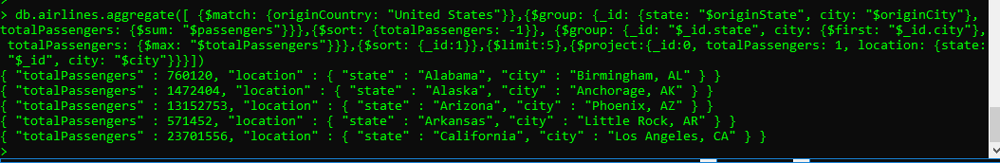 > db.airlines.aggregate([ {$match: {originCountry: "United States"}},{$group: {_id: {state: "$originState", city: "$originCity"},
totalPassengers: {$sum: "$passengers"}}},{$sort: {totalPassengers: -1}}, {$group: {_id: "$_id.state", city: {$first: "$_id.city"},
totalPassengers: {$max: "$totalPassengers"}}},{$sort: {_id:1}},{$limit:5},{$project:{_id:0, totalPassengers: 1, location: {state:
"$_id", city: "$city"}}}])
{ "totalPassengers" : 760120, "location" : { "state" : "Alabama", "city" : "Birmingham, AL" } }
{ "totalPassengers" : 1472404, "location" : { "state" : "Alaska", "city" : "Anchorage, AK" } }
{ "totalPassengers" : 13152753, "location" : { "state" : "Arizona", "city" : "Phoenix, AZ" } }
{ "totalPassengers" : 571452, "location" : { "state" : "Arkansas", "city" : "Little Rock, AR" } }
{ "totalPassengers" : 23701556, "location" : { "state" : "California", "city" : "Los Angeles, CA" } }
>